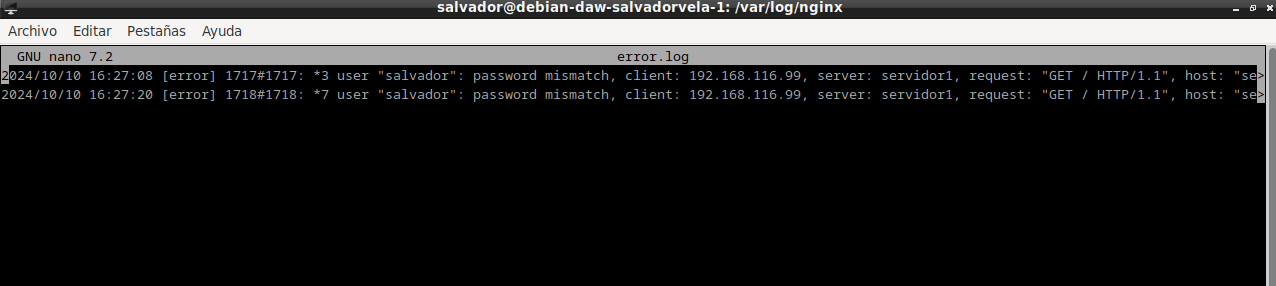 salvador@debian-daw-salvadorvela-1: /var/log/nginx
Archivo Editar Pestañas Ayuda
GNU nano 7.2 error.log
2024/10/10 16:27:08 [error] 1717#1717: *3 user "salvador": password mismatch, client: 192.168.116.99, server: servidor1, request: "GET / HTTP/1.1", host: "se>
2024/10/10 16:27:20 [error] 1718#1718: *7 user "salvador": password mismatch, client: 192.168.116.99, server: servidor1, request: "GET / HTTP/1.1", host: "se>